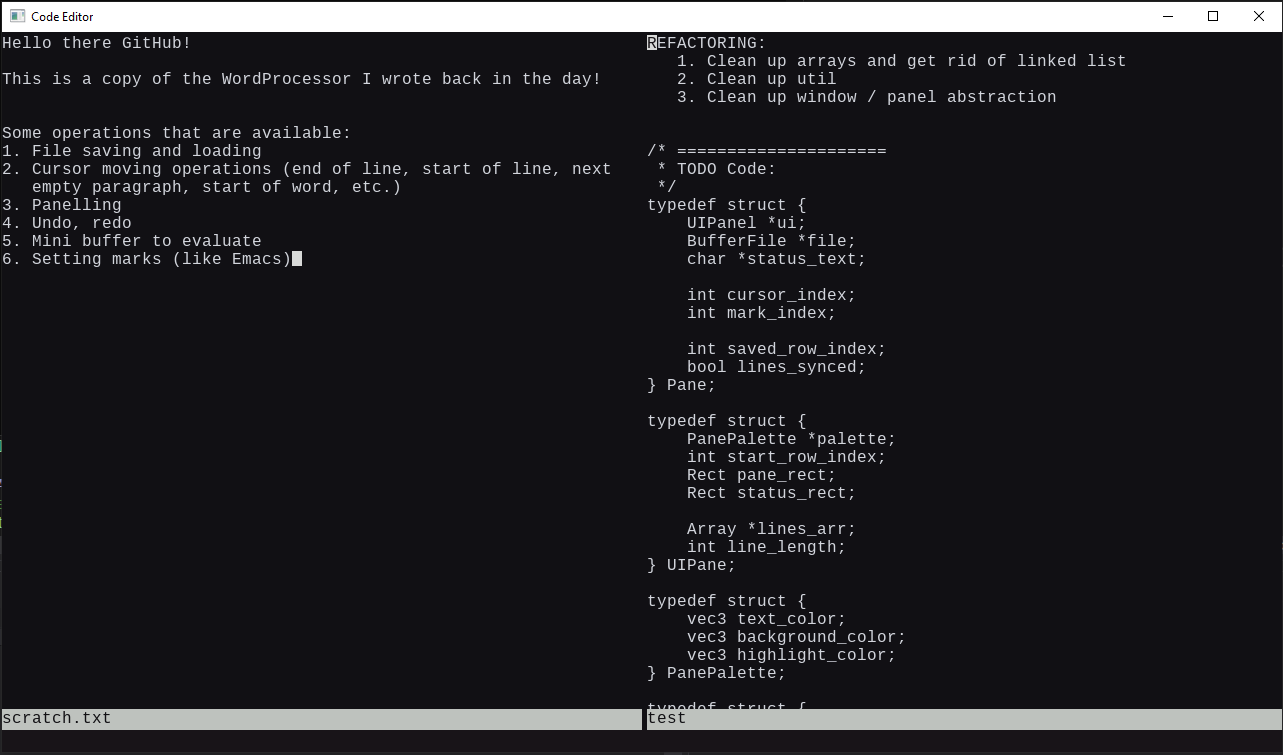 Code Editor
Hello there GitHub!
This is a copy of the WordProcessor I wrote back in the day!
Some operations that are available:
1. File saving and loading
2. Cursor moving operations (end of line, start of line, next
   empty paragraph, start of word, etc.)
3. Panelling
4. Undo, redo
5. Mini buffer to evaluate
6. Setting marks (like Emacs)
scratch.txt
REFACTORING:
   1. Clean up arrays and get rid of linked list
   2. Clean up util
   3. Clean up window / panel abstraction
/* =====================
 * TODO Code:
 */
typedef struct {
    UIPanel *ui;
    BufferFile *file;
    char *status_text;
    int cursor_index;
    int mark_index;
    int saved_row_index;
    bool lines_synced;
} Pane;
typedef struct {
    PanePalette *palette;
    int start_row_index;
    Rect pane_rect;
    Rect status_rect;
    Array *lines_arr;
    int line_length;
} UIPane;
typedef struct {
    vec3 text_color;
    vec3 background_color;
    vec3 highlight_color;
} PanePalette;
typedef struct {
test